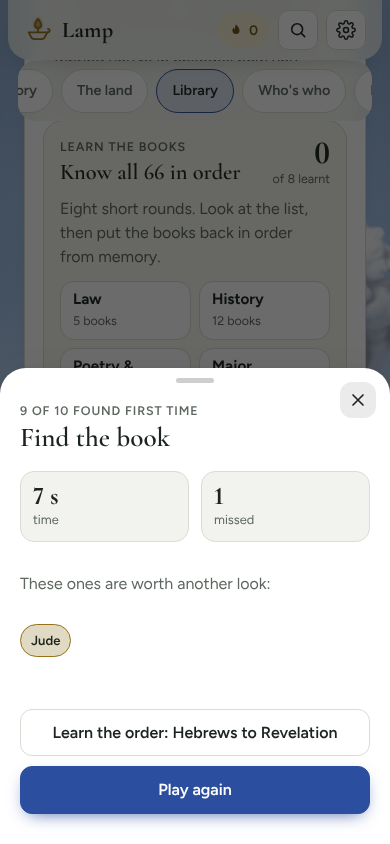 Lamp
0
The land
Library
Who's who
LEARN THE BOOKS
0
Know all 66 in order
of 8 learnt
Eight short rounds. Look at the list,
then put the books back in order
from memory.
Law
5 books
History
12 books
Poetry &
Major
9 OF 10 FOUND FIRST TIME
Find the book
7 s
time
1
missed
These ones are worth another look:
Jude
Learn the order: Hebrews to Revelation
Play again